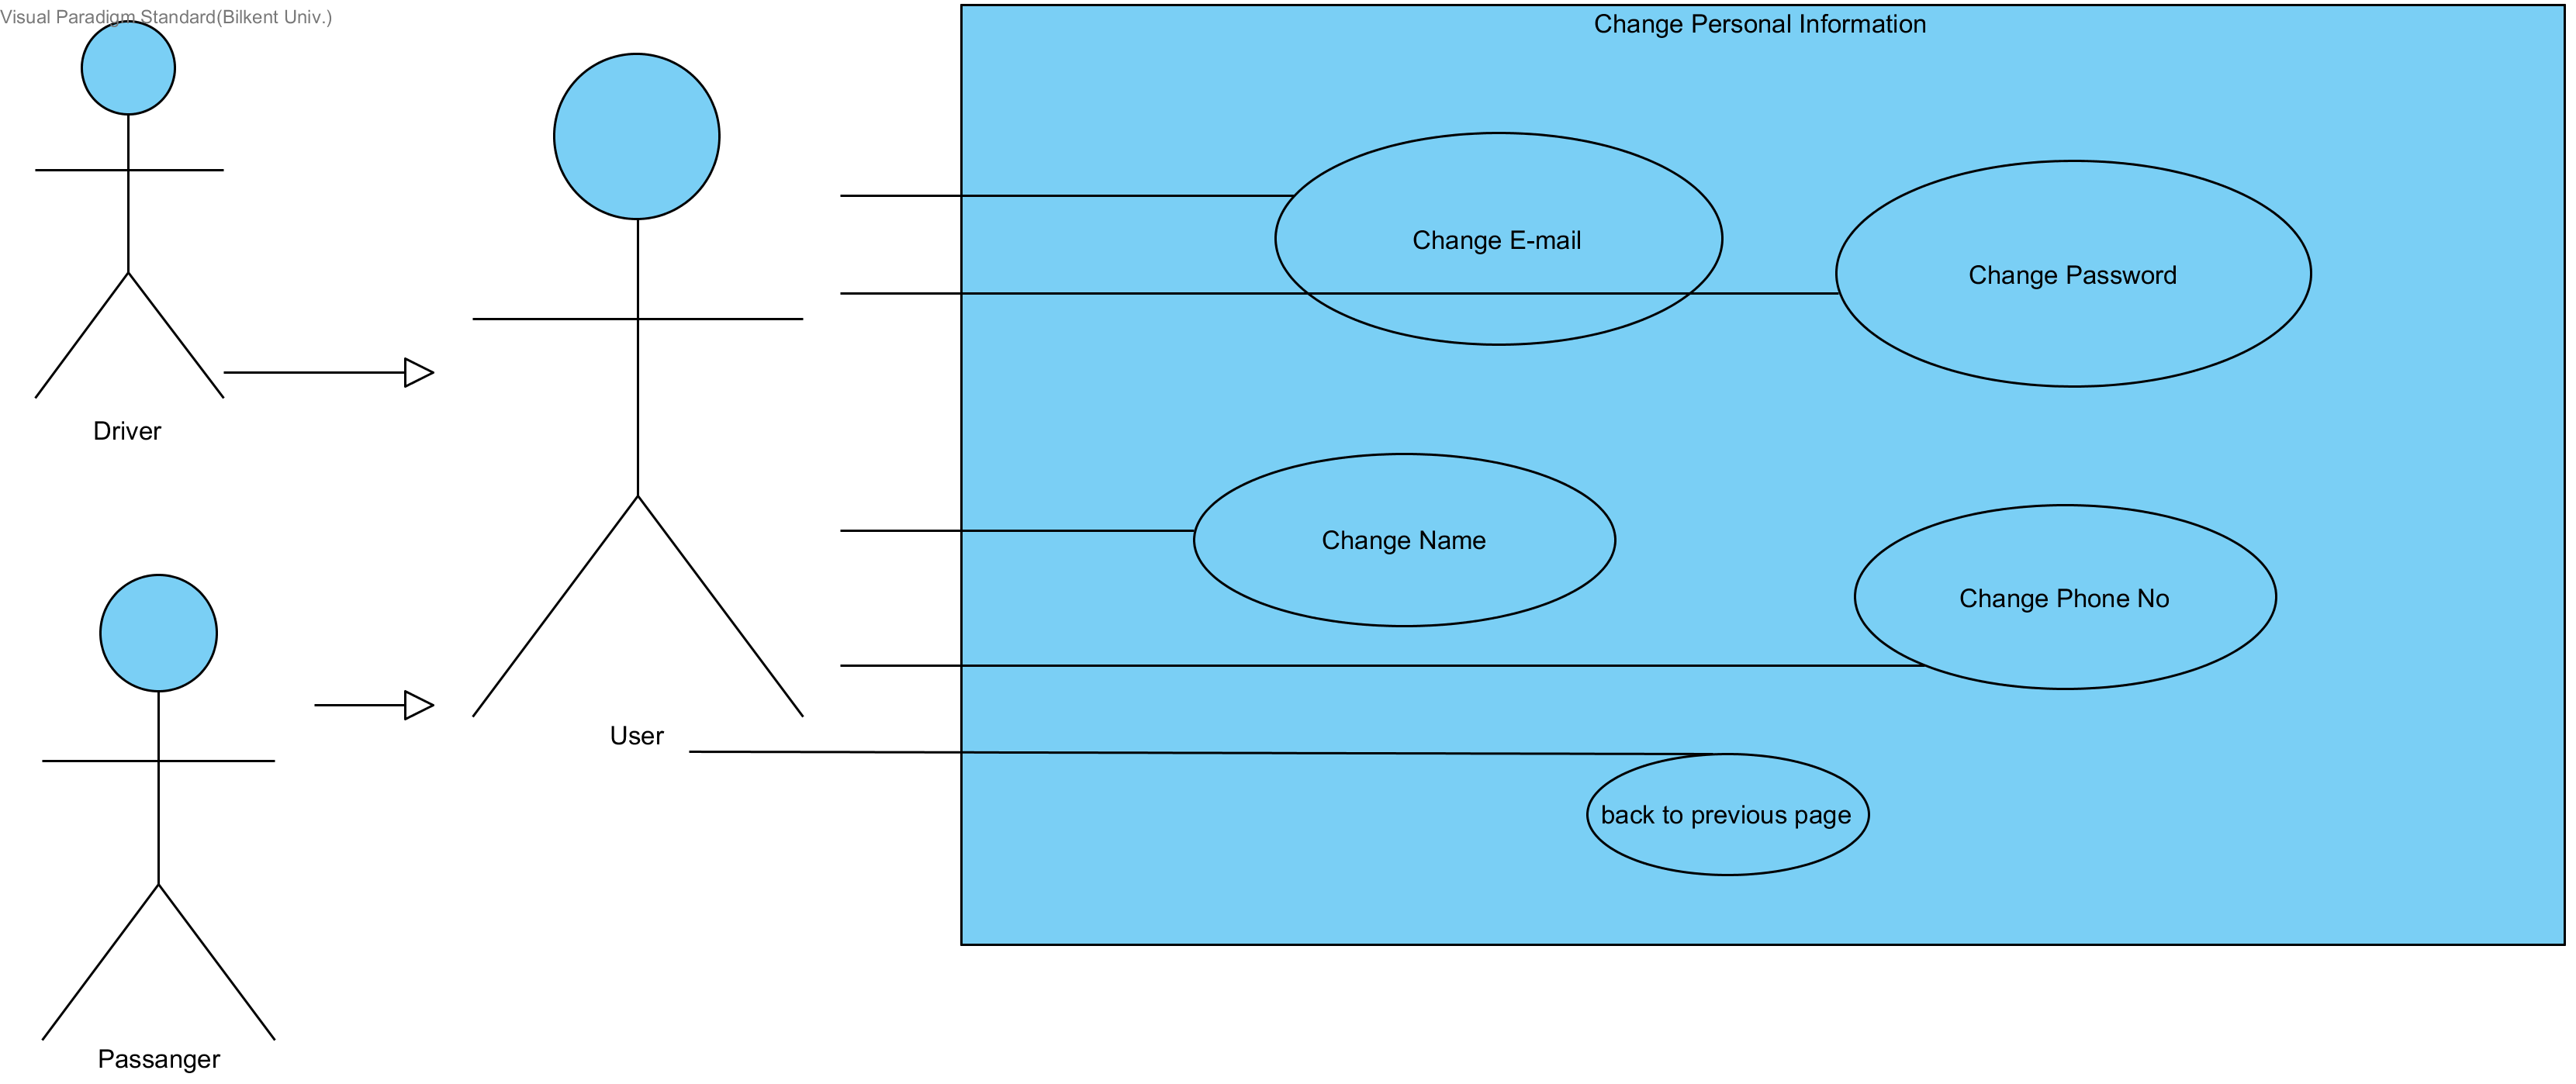 Visual Paradigm Standard(Bilkent Univ.)
Change Personal Information
Change E-mail
Change Password
Driver
Change Name
Change Phone No
User
back to previous page
Passanger